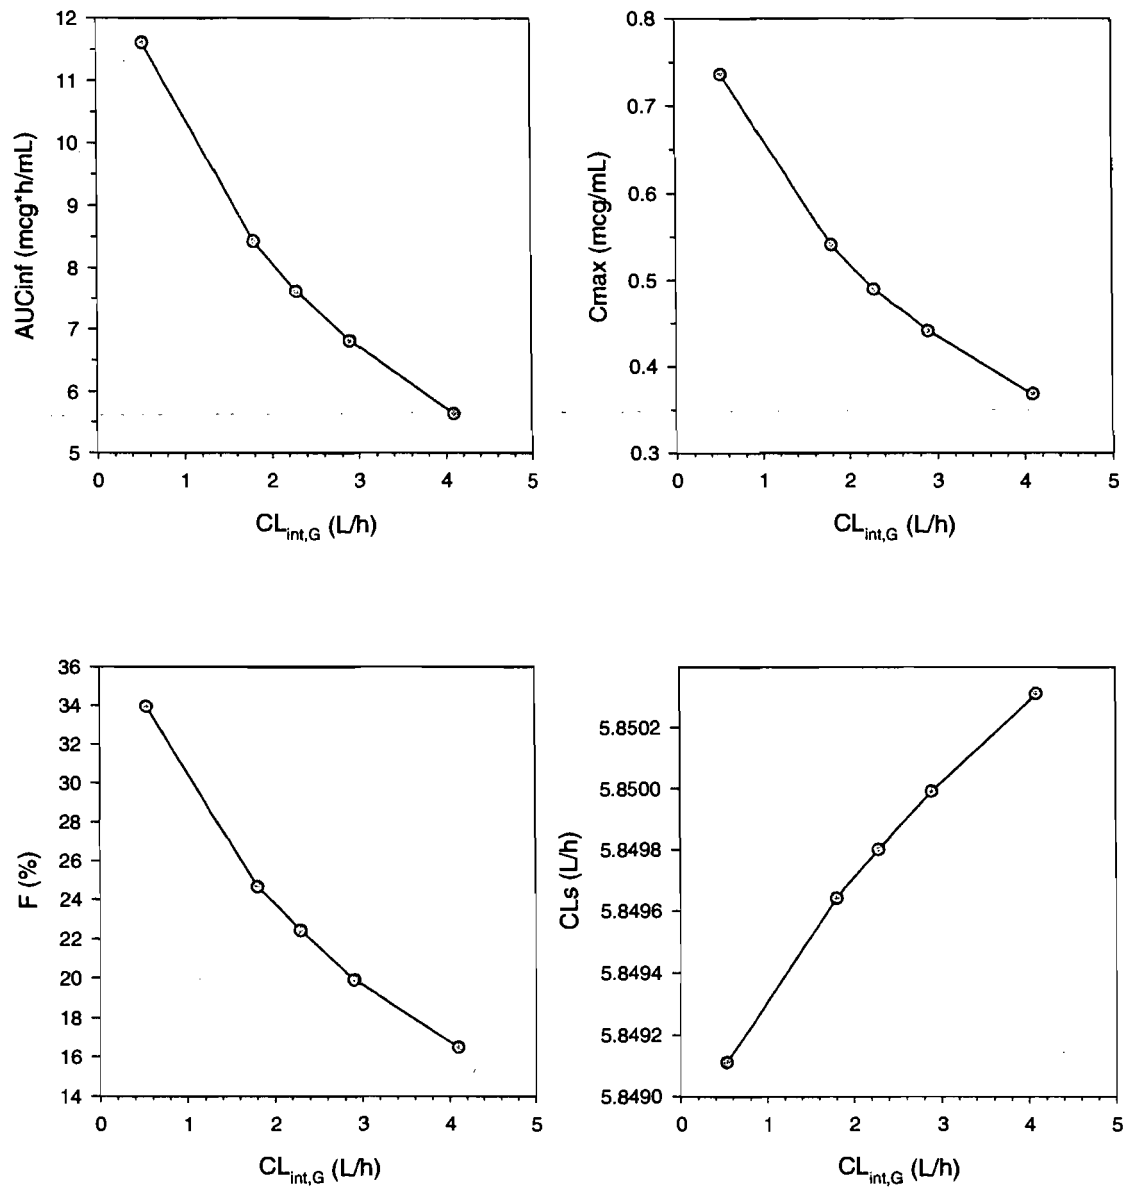 12
11
10
9
8
7
6
5
AUCinf (mcg*h/mL)
0 1 2 3 4 5
CL_int,G (L/h)
0.8
0.7
0.6
0.5
0.4
0.3
Cmax (mcg/mL)
0 1 2 3 4 5
CL_int,G (L/h)
36
34
32
30
28
26
24
22
20
18
16
14
F (%)
0 1 2 3 4 5
CL_int,G (L/h)
5.8502
5.8500
5.8498
5.8496
5.8494
5.8492
5.8490
CLs (L/h)
0 1 2 3 4 5
CL_int,G (L/h)